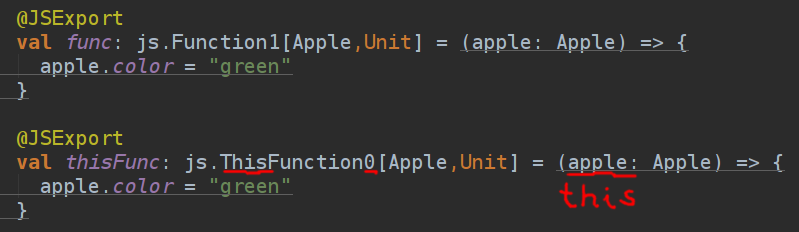 @JSExport
val func: js.Function1[Apple,Unit] = (apple: Apple) => {
  apple.color = "green"
}
@JSExport
val thisFunc: js.ThisFunction0[Apple,Unit] = (apple: Apple) => {
  apple.color = "green"
this
}